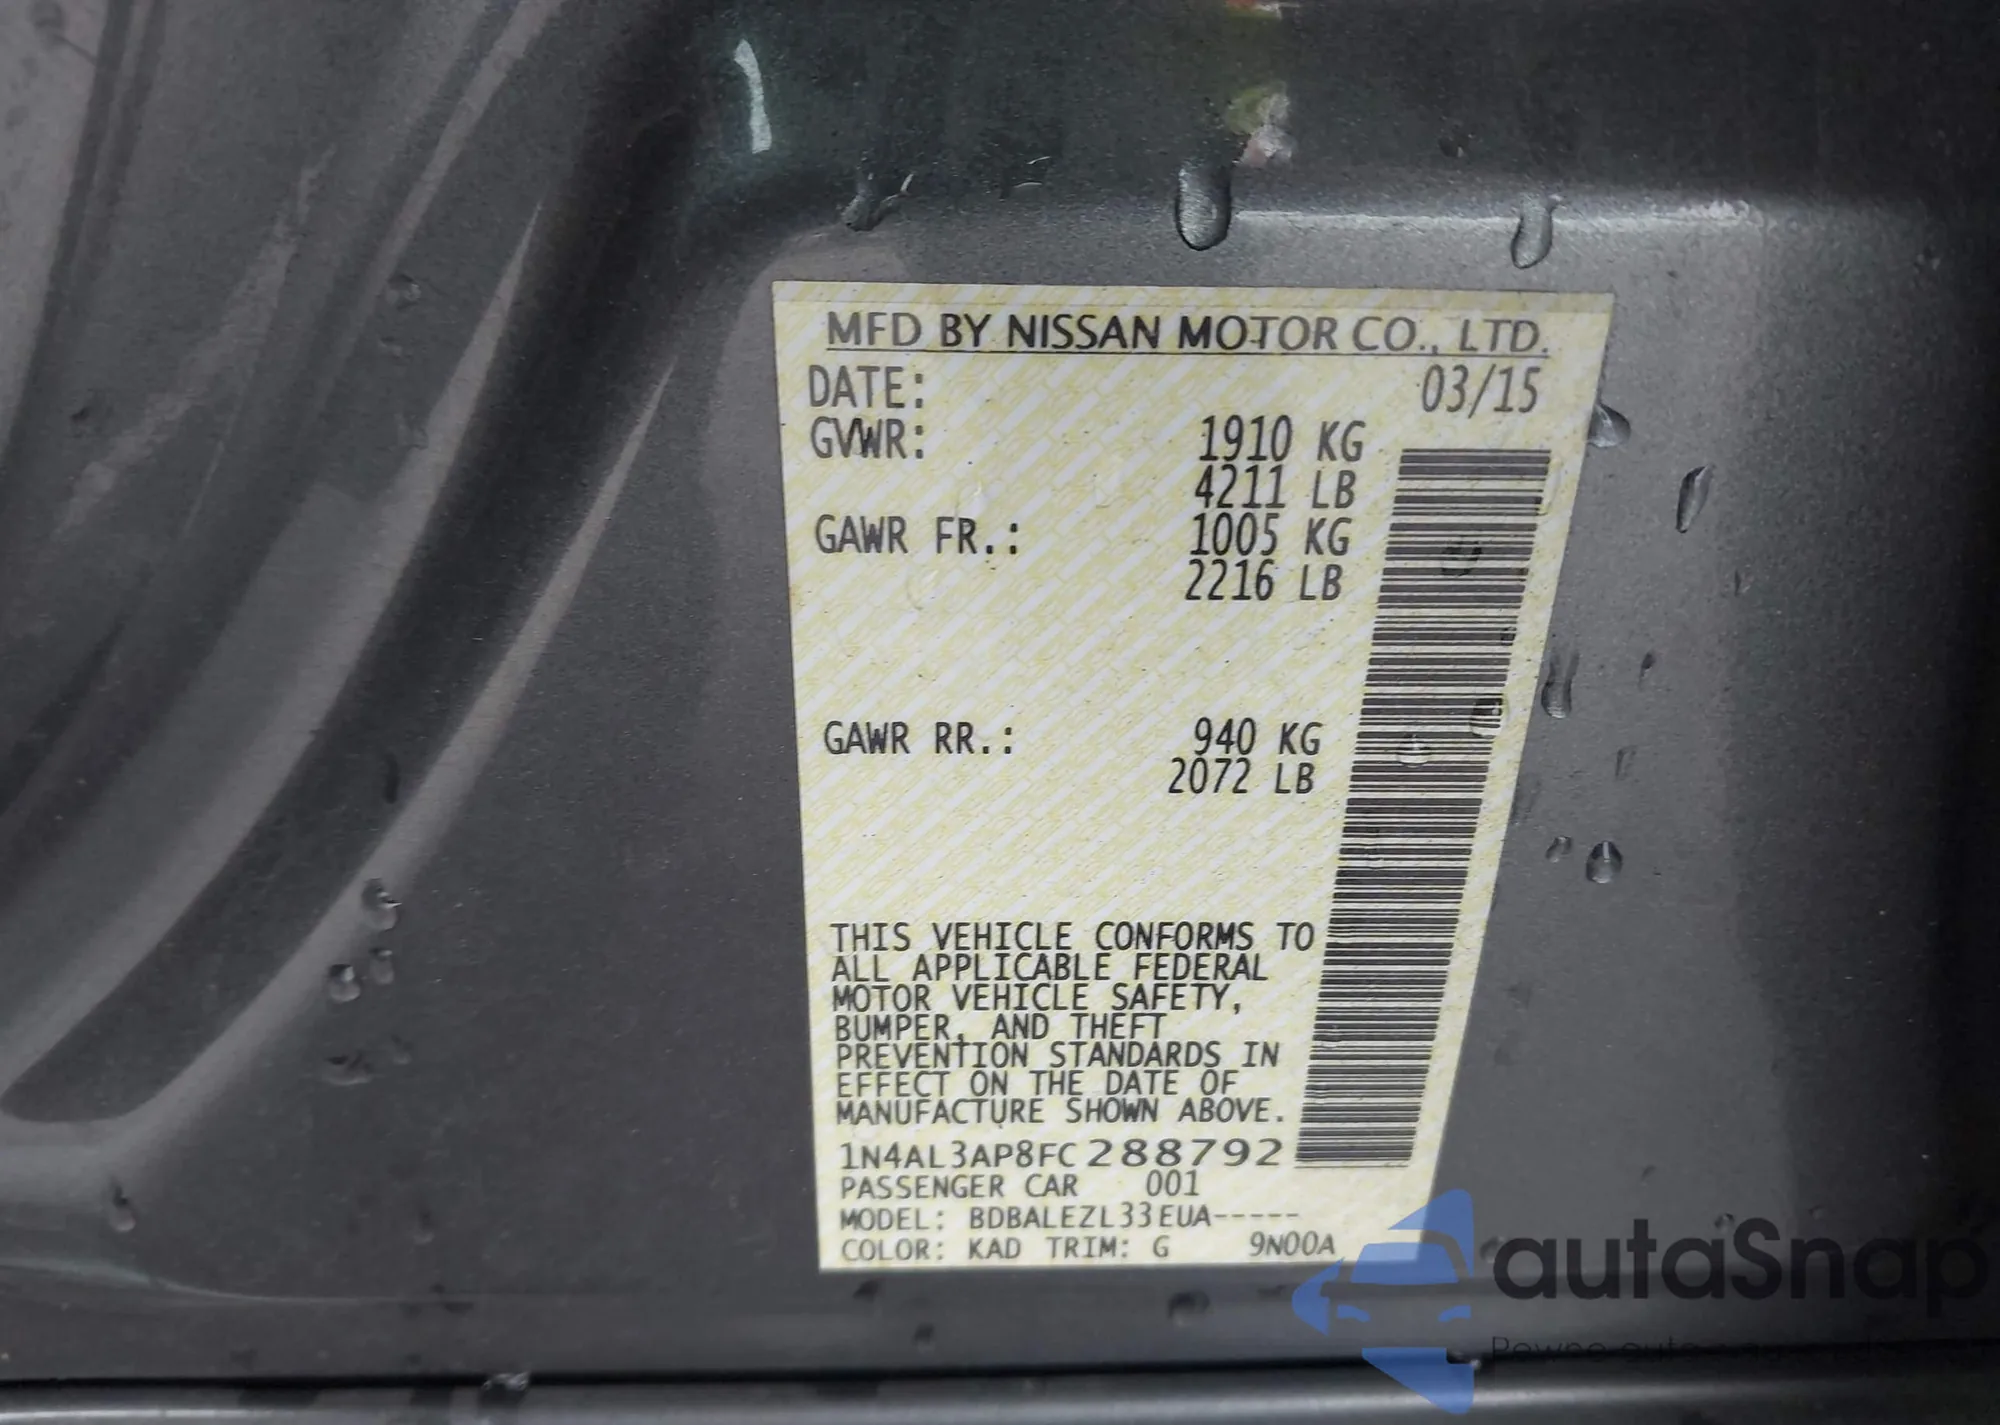 MFD BY NISSAN MOTOR CO., LTD.
DATE: 03/15
GVWR: 1910 KG
4211 LB
GAWR FR.: 1005 KG
2216 LB
GAWR RR.: 940 KG
2072 LB
THIS VEHICLE CONFORMS TO
ALL APPLICABLE FEDERAL
MOTOR VEHICLE SAFETY,
BUMPER, AND THEFT
PREVENTION STANDARDS IN
EFFECT ON THE DATE OF
MANUFACTURE SHOWN ABOVE.
1N4AL3AP8FC288792
PASSENGER CAR 001
MODEL: BDBALEZL33EUA-----
COLOR: KAD TRIM: G 9N00A
autaSnap
Pewne auto